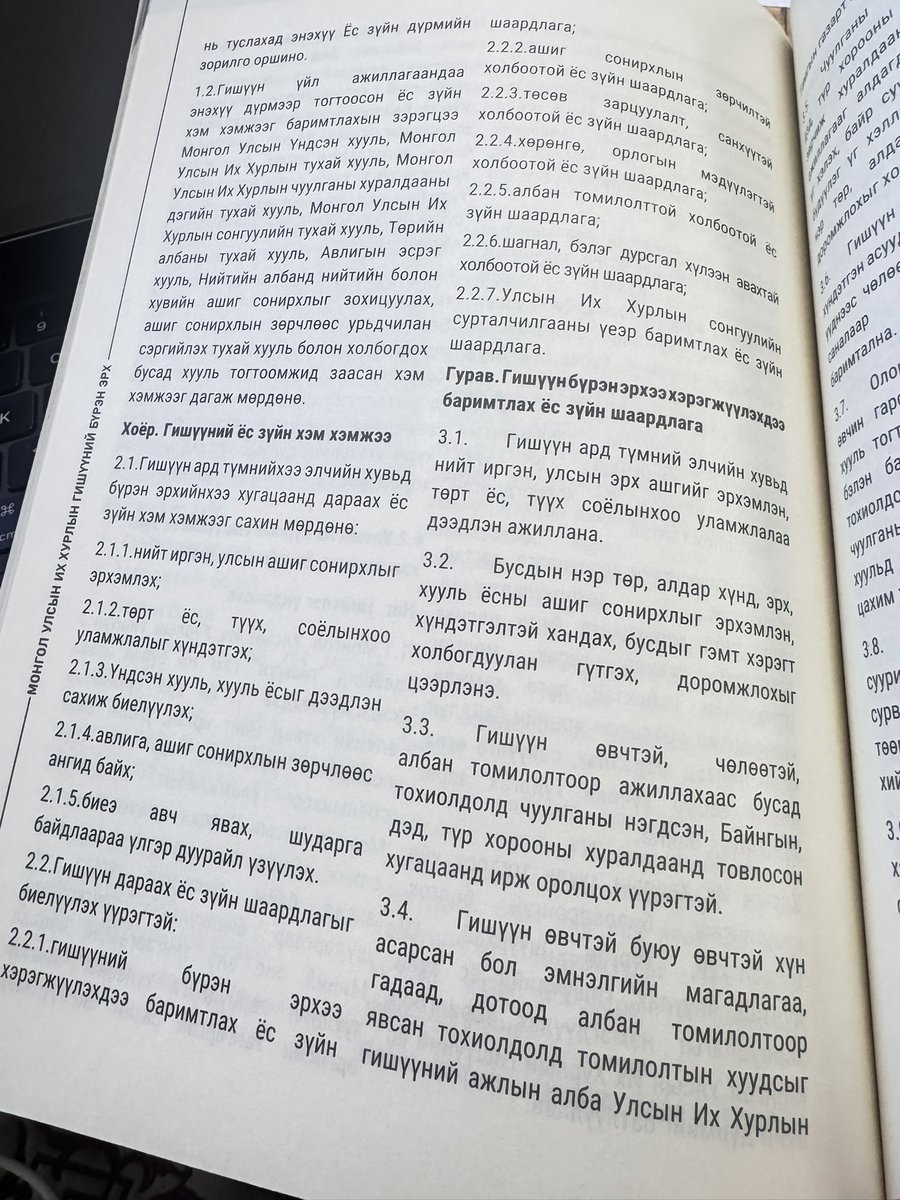 нь туслахад энэхүү Ёс зүйн дүрмийн
зорилго оршино.
1.2.Гишүүн үйл ажиллагаандаа
энэхүү дүрмээр тогтоосон ёс зүйн
хэм хэмжээг баримтлахын зэрэгцээ
Монгол Улсын Үндсэн хууль, Монгол
Улсын Их Хурлын тухай хууль, Монгол
Улсын Их Хурлын чуулганы хуралдааны
дэгийн тухай хууль, Монгол Улсын Их
Хурлын сонгуулийн тухай хууль, Төрийн
албаны тухай хууль, Авлигын эсрэг
хууль, Нийтийн албанд нийтийн болон
хувийн ашиг сонирхлыг зохицуулах,
ашиг сонирхлын зөрчлөөс урьдчилан
сэргийлэх тухай хууль болон холбогдох
бусад хууль тогтоомжид заасан хэм
хэмжээг дагаж мөрдөнө.
Хоёр. Гишүүний ёс зүйн хэм хэмжээ
2.1.Гишүүн ард түмнийхээ элчийн хувьд
бүрэн эрхийнхээ хугацаанд дараах ёс
зүйн хэм хэмжээг сахин мөрдөнө:
2.1.1.нийт иргэн, улсын ашиг сонирхлыг
эрхэмлэх;
2.1.2.төрт ёс, түүх, соёлынхоо
уламжлалыг хүндэтгэх;
2.1.3.Үндсэн хууль, хууль ёсыг дээдлэн
сахиж биелүүлэх;
2.1.4.авлига, ашиг сонирхлын зөрчлөөс
ангид байх;
2.1.5.биеэ авч явах, шударга
байдлаараа үлгэр дуурайл үзүүлэх.
2.2.Гишүүн дараах ёс зүйн шаардлагыг
биелүүлэх үүрэгтэй:
2.2.1.гишүүний бүрэн эрхээ
хэрэгжүүлэхдээ баримтлах ёс зүйн
шаардлага;
2.2.2.ашиг сонирхлын зөрчилтэй
холбоотой ёс зүйн шаардлага;
2.2.3.төсөв зарцуулалт, санхүүтэй
холбоотой ёс зүйн шаардлага;
2.2.4.хөрөнгө, орлогын мэдүүлэгтэй
холбоотой ёс зүйн шаардлага;
2.2.5.албан томилолттой холбоотой ёс
зүйн шаардлага;
2.2.6.шагнал, бэлэг дурсгал хүлээн авахтай
холбоотой ёс зүйн шаардлага;
2.2.7.Улсын Их Хурлын сонгуулийн
сурталчилгааны үеэр баримтлах ёс зүйн
шаардлага.
Гурав. Гишүүн бүрэн эрхээ хэрэгжүүлэхдээ
баримтлах ёс зүйн шаардлага
3.1. Гишүүн ард түмний элчийн хувьд
нийт иргэн, улсын эрх ашгийг эрхэмлэн,
төрт ёс, түүх соёлынхоо уламжлалаа
дээдлэн ажиллана.
3.2. Бусдын нэр төр, алдар хүнд, эрх,
хууль ёсны ашиг сонирхлыг эрхэмлэн,
хүндэтгэлтэй хандах, бусдыг гэмт хэрэгт
холбогдуулан гүтгэх, доромжлохыг
цээрлэнэ.
3.3. Гишүүн өвчтэй, чөлөөтэй,
албан томилолтоор ажиллахаас бусад
тохиолдолд чуулганы нэгдсэн, Байнгын,
дэд, түр хорооны хуралдаанд товлосон
хугацаанд ирж оролцох үүрэгтэй.
3.4. Гишүүн өвчтэй буюу өвчтэй хүн
асарсан бол эмнэлгийн магадлагаа,
гадаад, дотоод албан томилолтоор
явсан тохиолдолд томилолтын хуудсыг
гишүүний ажлын алба Улсын Их Хурлын
МОНГОЛ УЛСЫН ИХ ХУРЛЫН ГИШҮҮНИЙ БҮРЭН ЭРХ
3.6. Гишүүн
баримтална.
3.7. Олон
3.8.